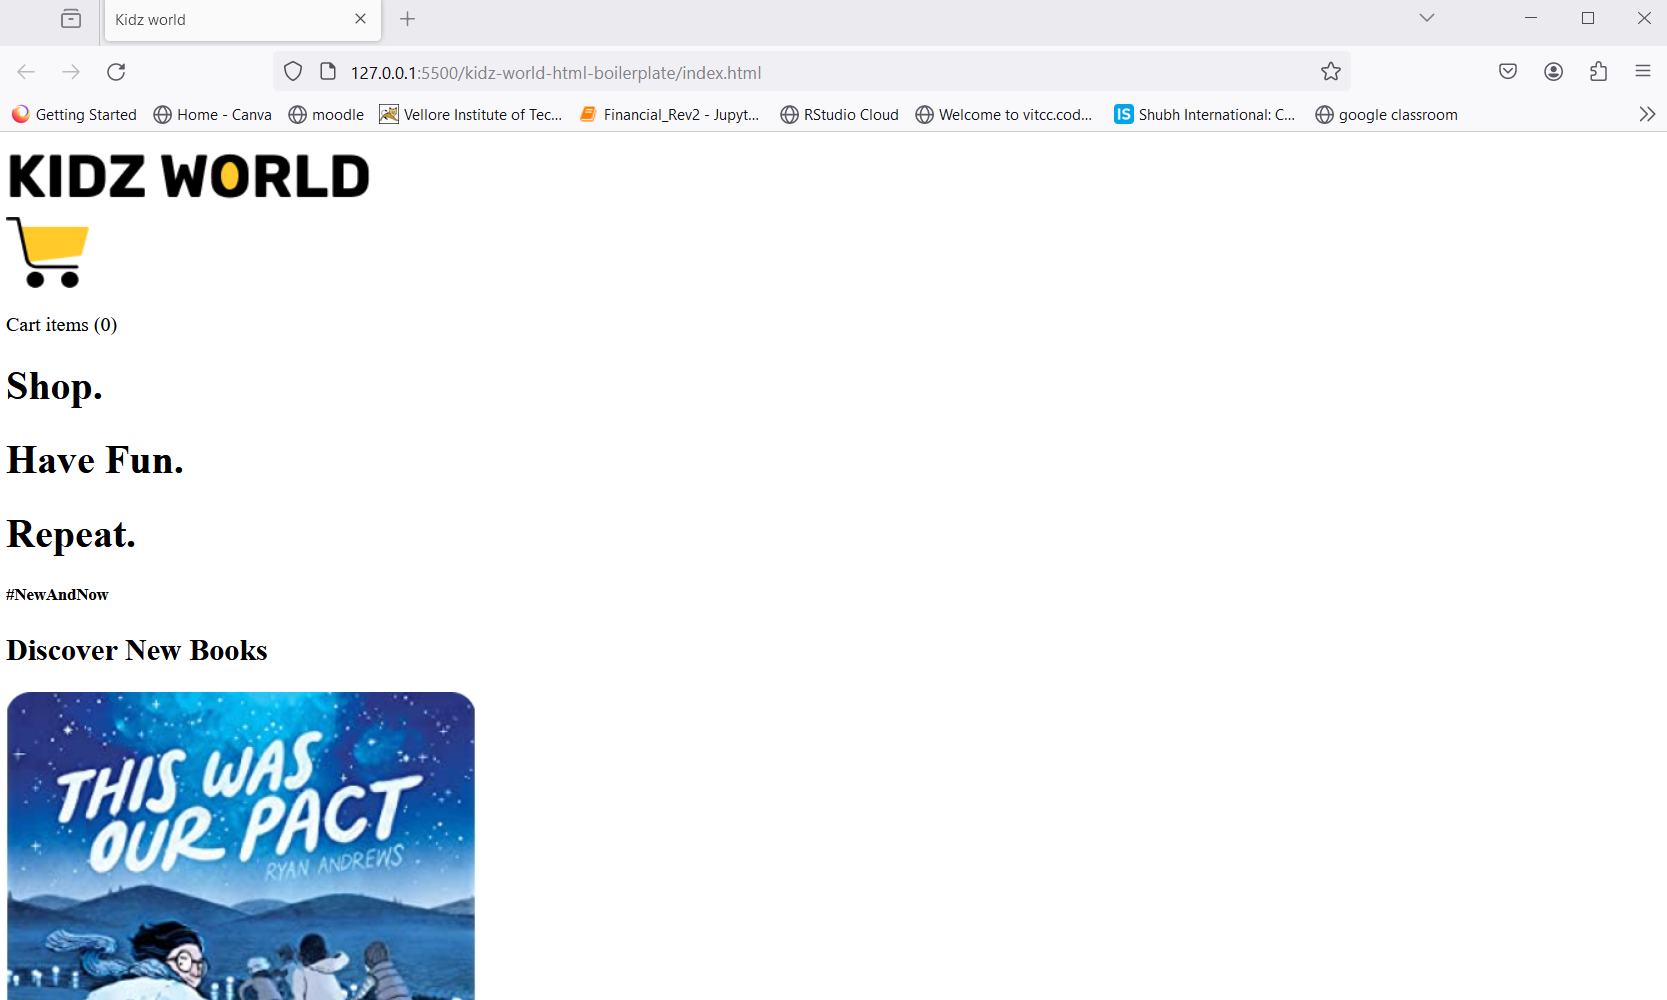 Kidz world
127.0.0.1:5500/kidz-world-html-boilerplate/index.html
Getting Started Home - Canva moodle Vellore Institute of Tec... Financial_Rev2 - Jupyt... RStudio Cloud Welcome to vitcc.cod... IS Shubh International: C... google classroom
KIDZ WORLD
Cart items (0)
Shop.
Have Fun.
Repeat.
#NewAndNow
Discover New Books
THIS WAS
OUR PACT
RYAN ANDREWS